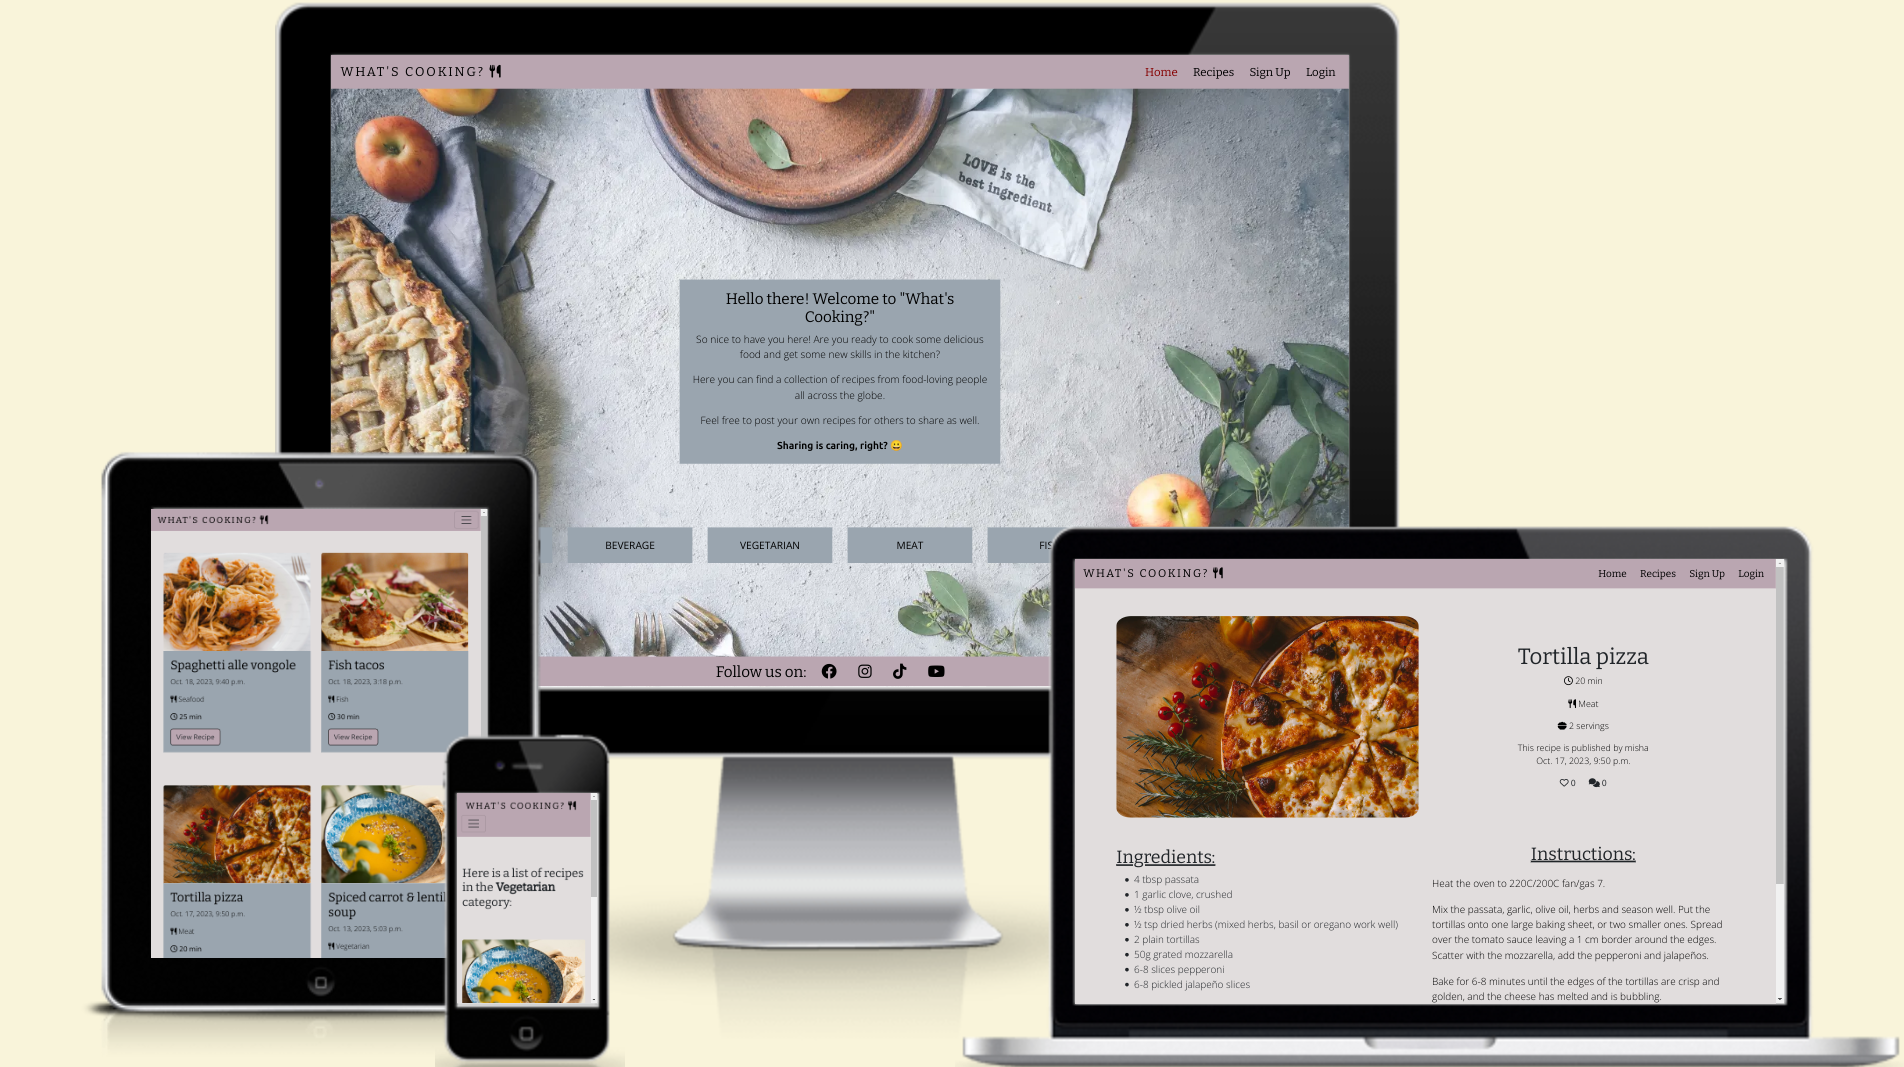 WHAT'S COOKING?
Home Recipes Sign Up Login
LOVE is the
best ingredient
Hello there! Welcome to "What's
Cooking?"
So nice to have you here! Are you ready to cook some delicious
food and get some new skills in the kitchen?
Here you can find a collection of recipes from food-loving people
all across the globe.
Feel free to post your own recipes for others to share as well.
Sharing is caring, right? 😀
BEVERAGE VEGETARIAN MEAT
Follow us on:
WHAT'S COOKING?
Spaghetti alle vongole
Oct. 18, 2023, 9:40 p.m.
Seafood
25 min
View Recipe
Fish tacos
Oct. 18, 2023, 3:18 p.m.
Fish
30 min
View Recipe
Tortilla pizza
Oct. 17, 2023, 9:50 p.m.
Meat
20 min
Spiced carrot & lentil
soup
Oct. 13, 2023, 5:03 p.m.
Vegetarian
WHAT'S COOKING?
Here is a list of recipes
in the Vegetarian
category:
WHAT'S COOKING?
Home Recipes Sign Up Login
Tortilla pizza
20 min
Meat
2 servings
This recipe is published by misha
Oct. 17, 2023, 9:50 p.m.
0 0
Ingredients:
• 4 tbsp passata
• 1 garlic clove, crushed
• ½ tbsp olive oil
• ½ tsp dried herbs (mixed herbs, basil or oregano work well)
• 2 plain tortillas
• 50g grated mozzarella
• 6-8 slices pepperoni
• 6-8 pickled jalapeño slices
Instructions:
Heat the oven to 220C/200C fan/gas 7.
Mix the passata, garlic, olive oil, herbs and season well. Put the
tortillas onto one large baking sheet, or two smaller ones. Spread
over the tomato sauce leaving a 1 cm border around the edges.
Scatter with the mozzarella, add the pepperoni and jalapeños.
Bake for 6-8 minutes until the edges of the tortillas are crisp and
golden, and the cheese has melted and is bubbling.